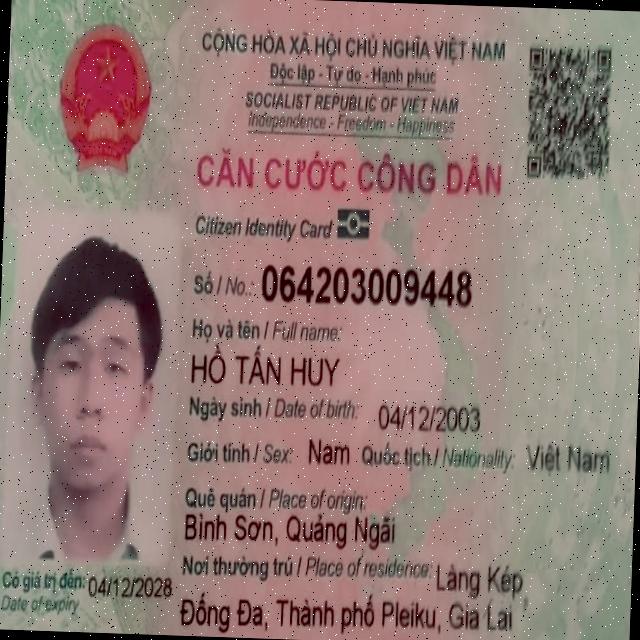 CỘNG HÒA XÃ HỘI CHỦ NGHĨA VIỆT NAM
Độc lập - Tự do - Hạnh phúc
SOCIALIST REPUBLIC OF VIET NAM
Independence - Freedom - Happiness
CĂN CƯỚC CÔNG DÂN
Citizen Identity Card
Số / No.: 064203009448
Họ và tên / Full name:
HỒ TẤN HUY
Ngày sinh / Date of birth: 04/12/2003
Giới tính / Sex: Nam Quốc tịch / Nationality: Việt Nam
Quê quán / Place of origin:
Bình Sơn, Quảng Ngãi
Nơi thường trú / Place of residence: Làng Kép,
Đống Đa, Thành phố Pleiku, Gia Lai
Có giá trị đến: 04/12/2028
Date of expiry